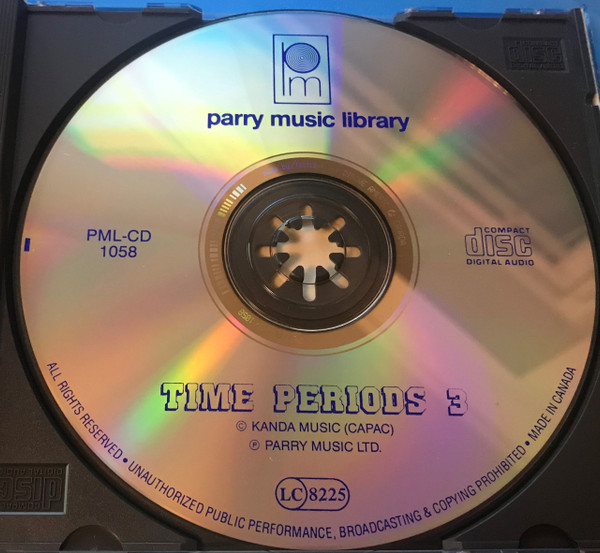 pm
parry music library
PML-CD
1058
COMPACT
disc
DIGITAL AUDIO
TIME PERIODS 3
© KANDA MUSIC (CAPAC)
℗ PARRY MUSIC LTD.
LC 8225
ALL RIGHTS RESERVED • UNAUTHORIZED PUBLIC PERFORMANCE, BROADCASTING & COPYING PROHIBITED • MADE IN CANADA